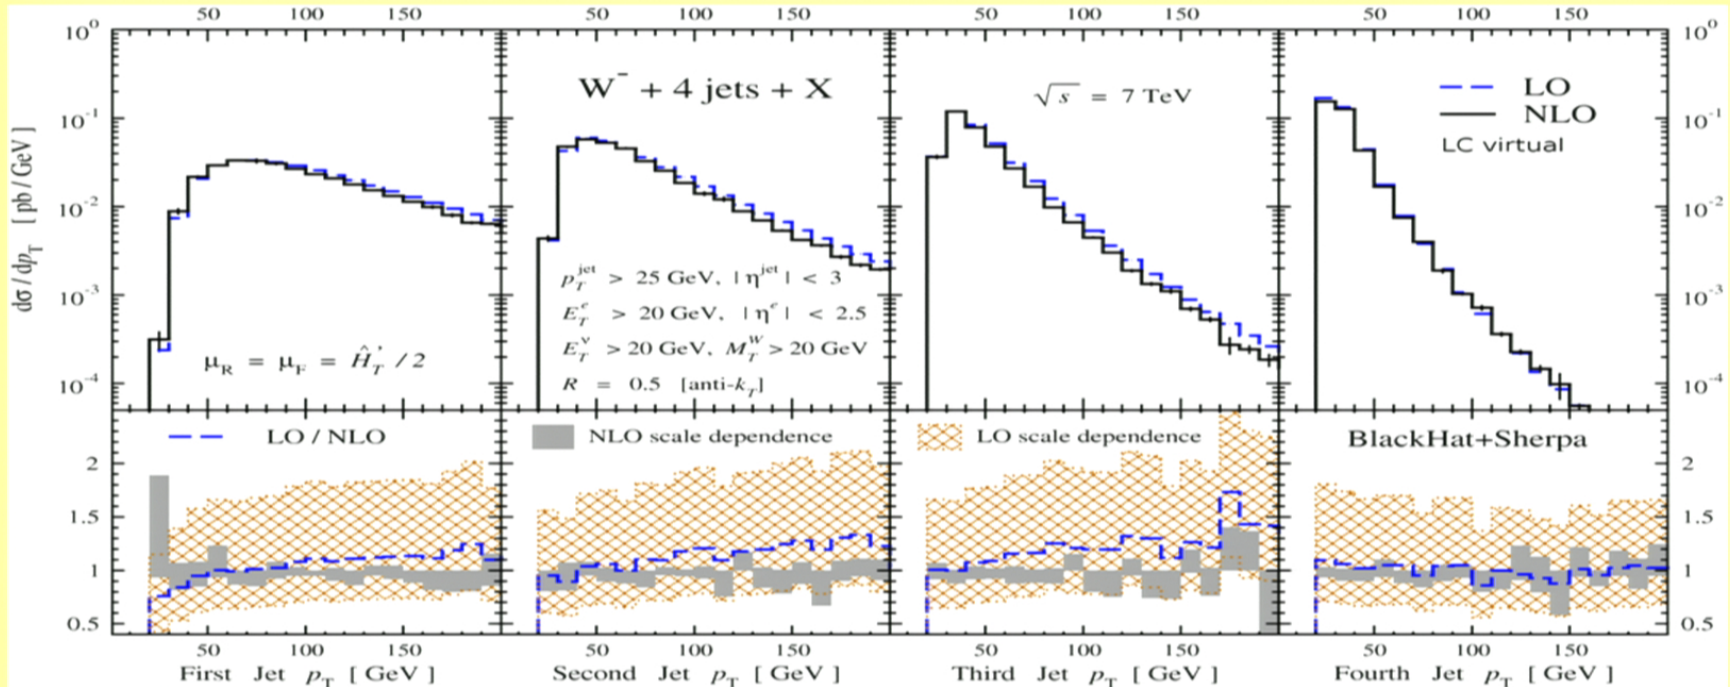 50 100 150 50 100 150 50 100 150 50 100 150
10⁰ 10⁰
10⁻¹ 10⁻¹
10⁻² 10⁻²
10⁻³ 10⁻³
10⁻⁴ 10⁻⁴
dσ / dp_T [ pb / GeV ]
μ_R = μ_F = Ĥ_T' / 2
W⁻ + 4 jets + X
p_T^jet > 25 GeV, | η^jet | < 3
E_T^e > 20 GeV, | η^e | < 2.5
E_T^ν > 20 GeV, M_T^W > 20 GeV
R = 0.5 [anti-k_T]
√s = 7 TeV
LO
NLO
LC virtual
LO / NLO
NLO scale dependence
LO scale dependence
BlackHat+Sherpa
2 2
1.5 1.5
1 1
0.5 0.5
50 100 150 50 100 150 50 100 150 50 100 150
First Jet p_T [ GeV ]
Second Jet p_T [ GeV ]
Third Jet p_T [ GeV ]
Fourth Jet p_T [ GeV ]